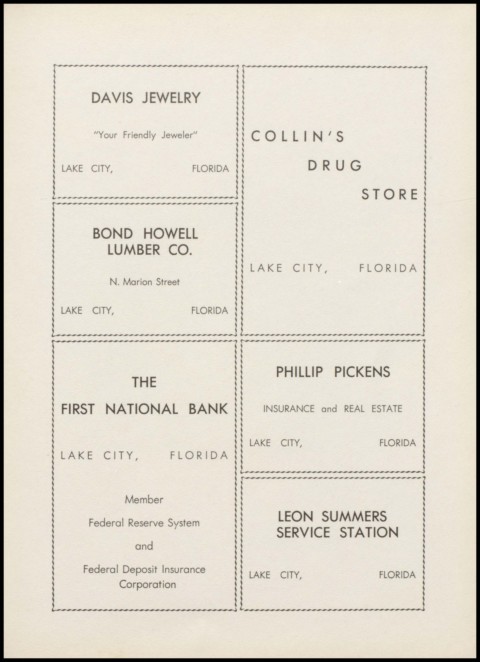 DAVIS JEWELRY
"Your Friendly Jeweler"
LAKE CITY, FLORIDA
BOND HOWELL
LUMBER CO.
N. Marion Street
LAKE CITY, FLORIDA
THE
FIRST NATIONAL BANK
LAKE CITY, FLORIDA
Member
Federal Reserve System
and
Federal Deposit Insurance
Corporation
COLLIN'S
DRUG
STORE
LAKE CITY, FLORIDA
PHILLIP PICKENS
INSURANCE and REAL ESTATE
LAKE CITY, FLORIDA
LEON SUMMERS
SERVICE STATION
LAKE CITY, FLORIDA